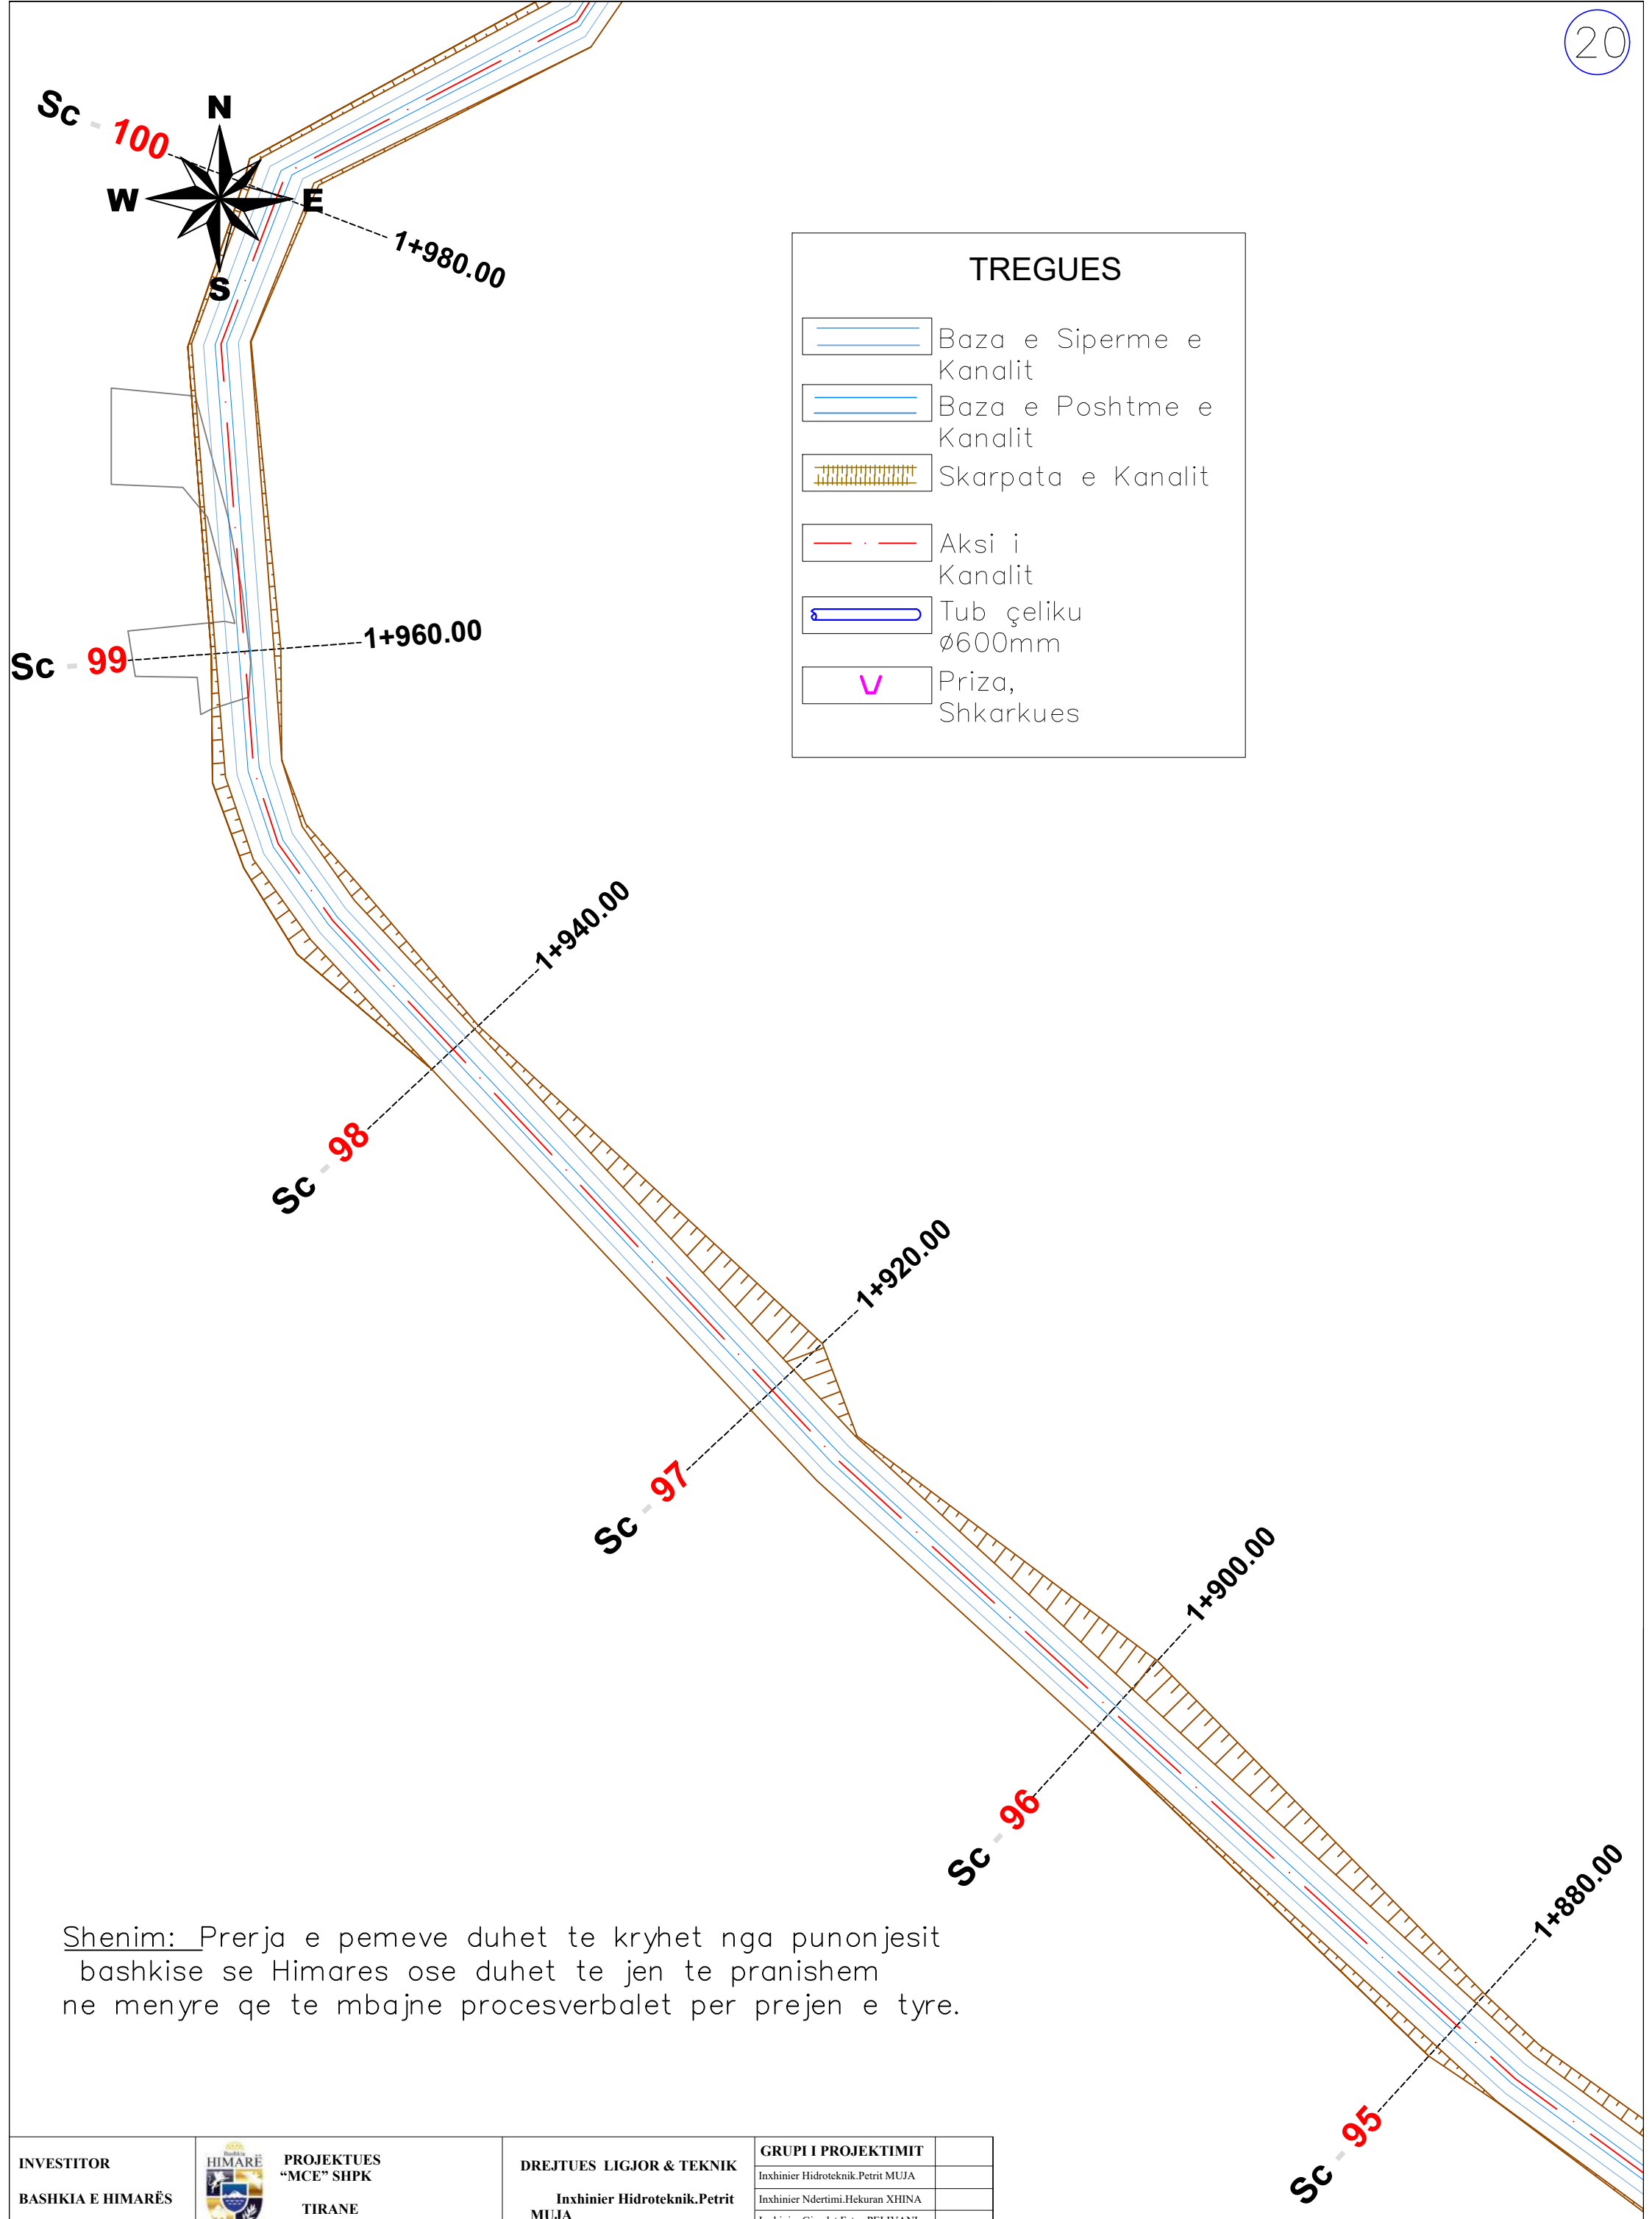 20
N
W
E
S
Sc - 100
1+980.00
TREGUES
Baza e Siperme e
Kanalit
Baza e Poshtme e
Kanalit
Skarpata e Kanalit
Aksi i
Kanalit
Tub çeliku
Ø600mm
Priza,
Shkarkues
Sc - 99
1+960.00
1+940.00
Sc - 98
1+920.00
Sc - 97
1+900.00
Sc - 96
1+880.00
Sc - 95
Shenim: Prerja e pemeve duhet te kryhet nga punonjesit
bashkise se Himares ose duhet te jen te pranishem
ne menyre qe te mbajne procesverbalet per prejen e tyre.
INVESTITOR
BASHKIA E HIMARËS
Bashkia
HIMARË
PROJEKTUES
“MCE” SHPK
TIRANE
DREJTUES LIGJOR & TEKNIK
Inxhinier Hidroteknik.Petrit
MUJA
GRUPI I PROJEKTIMIT
Inxhinier Hidroteknik.Petrit MUJA
Inxhinier Ndertimi.Hekuran XHINA